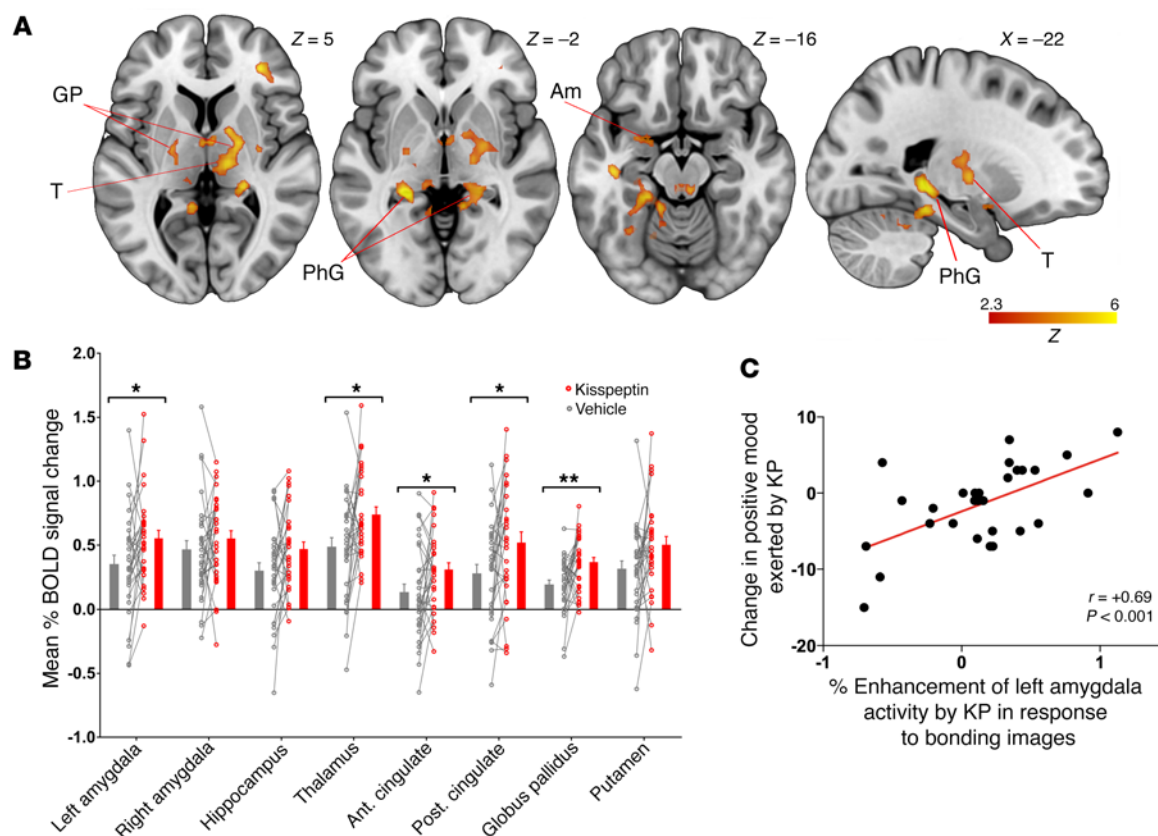 A
Z = 5
Z = −2
Z = −16
X = −22
GP
T
PhG
Am
PhG
T
2.3
6
Z
B
Mean % BOLD signal change
2.0
1.5
1.0
0.5
0.0
-0.5
-1.0
*
*
*
*
**
Kisspeptin
Vehicle
Left amygdala
Right amygdala
Hippocampus
Thalamus
Ant. cingulate
Post. cingulate
Globus pallidus
Putamen
C
Change in positive mood
exerted by KP
10
0
-10
-20
-1
0
1
r = +0.69
P < 0.001
% Enhancement of left amygdala
activity by KP in response
to bonding images